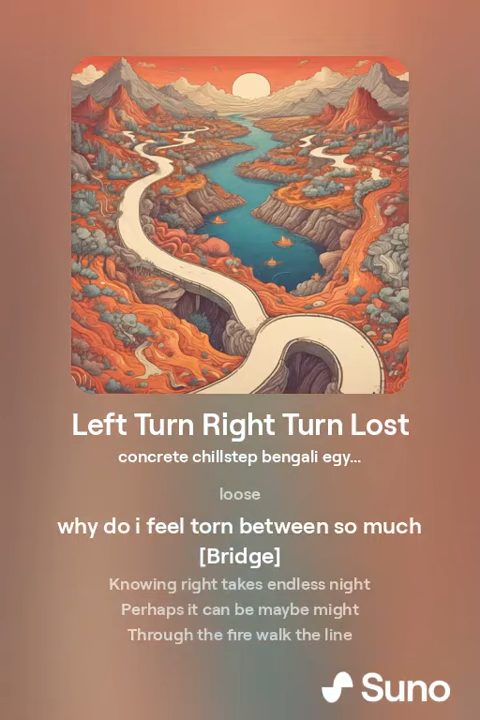 Left Turn Right Turn Lost
concrete chillstep bengali egy...
loose
why do i feel torn between so much
[Bridge]
Knowing right takes endless night
Perhaps it can be maybe might
Through the fire walk the line
Suno